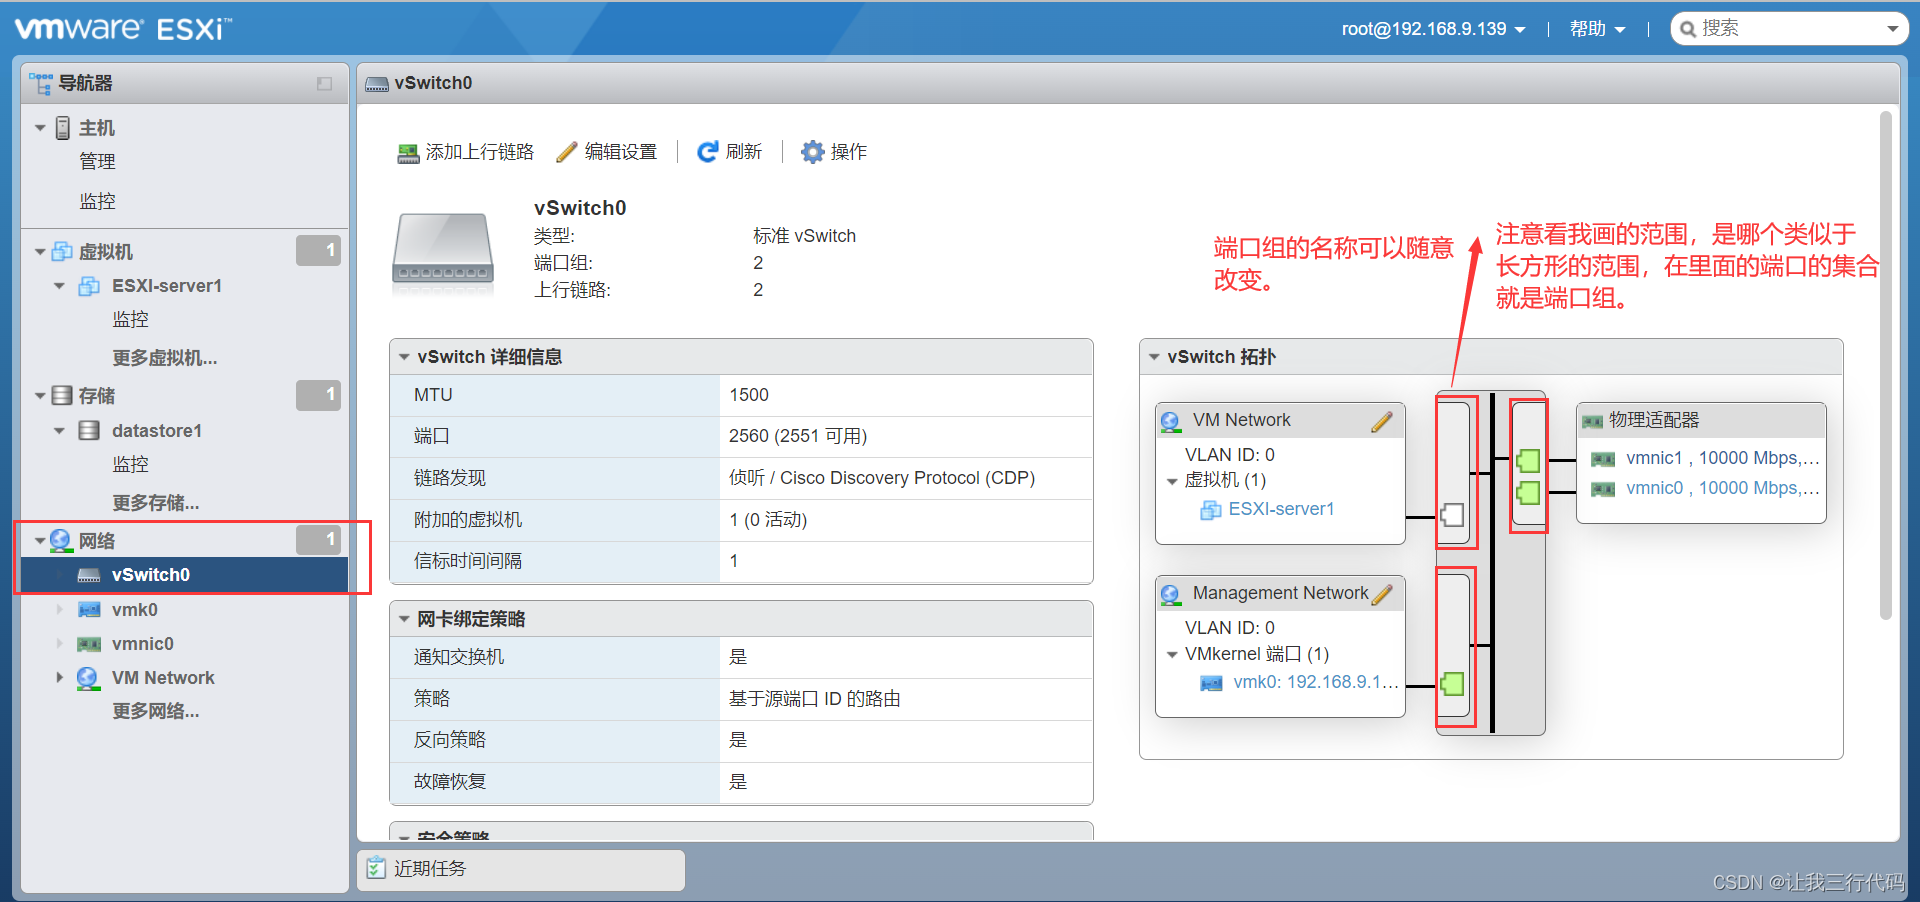 vmware ESXi™
root@192.168.9.139
帮助
搜索
导航器
主机
管理
监控
虚拟机
1
ESXI-server1
监控
更多虚拟机...
存储
1
datastore1
监控
更多存储...
网络
1
vSwitch0
vmk0
vmnic0
VM Network
更多网络...
vSwitch0
添加上行链路
编辑设置
刷新
操作
vSwitch0
类型: 标准 vSwitch
端口组: 2
上行链路: 2
端口组的名称可以随意
改变。
注意看我画的范围，是哪个类似于
长方形的范围，在里面的端口的集合
就是端口组。
vSwitch 详细信息
MTU 1500
端口 2560 (2551 可用)
链路发现 侦听 / Cisco Discovery Protocol (CDP)
附加的虚拟机 1 (0 活动)
信标时间间隔 1
网卡绑定策略
通知交换机 是
策略 基于源端口 ID 的路由
反向策略 是
故障恢复 是
安全策略
vSwitch 拓扑
VM Network
VLAN ID: 0
虚拟机 (1)
ESXI-server1
Management Network
VLAN ID: 0
VMkernel 端口 (1)
vmk0: 192.168.9.1...
物理适配器
vmnic1 , 10000 Mbps,...
vmnic0 , 10000 Mbps,...
近期任务
CSDN @让我三行代码